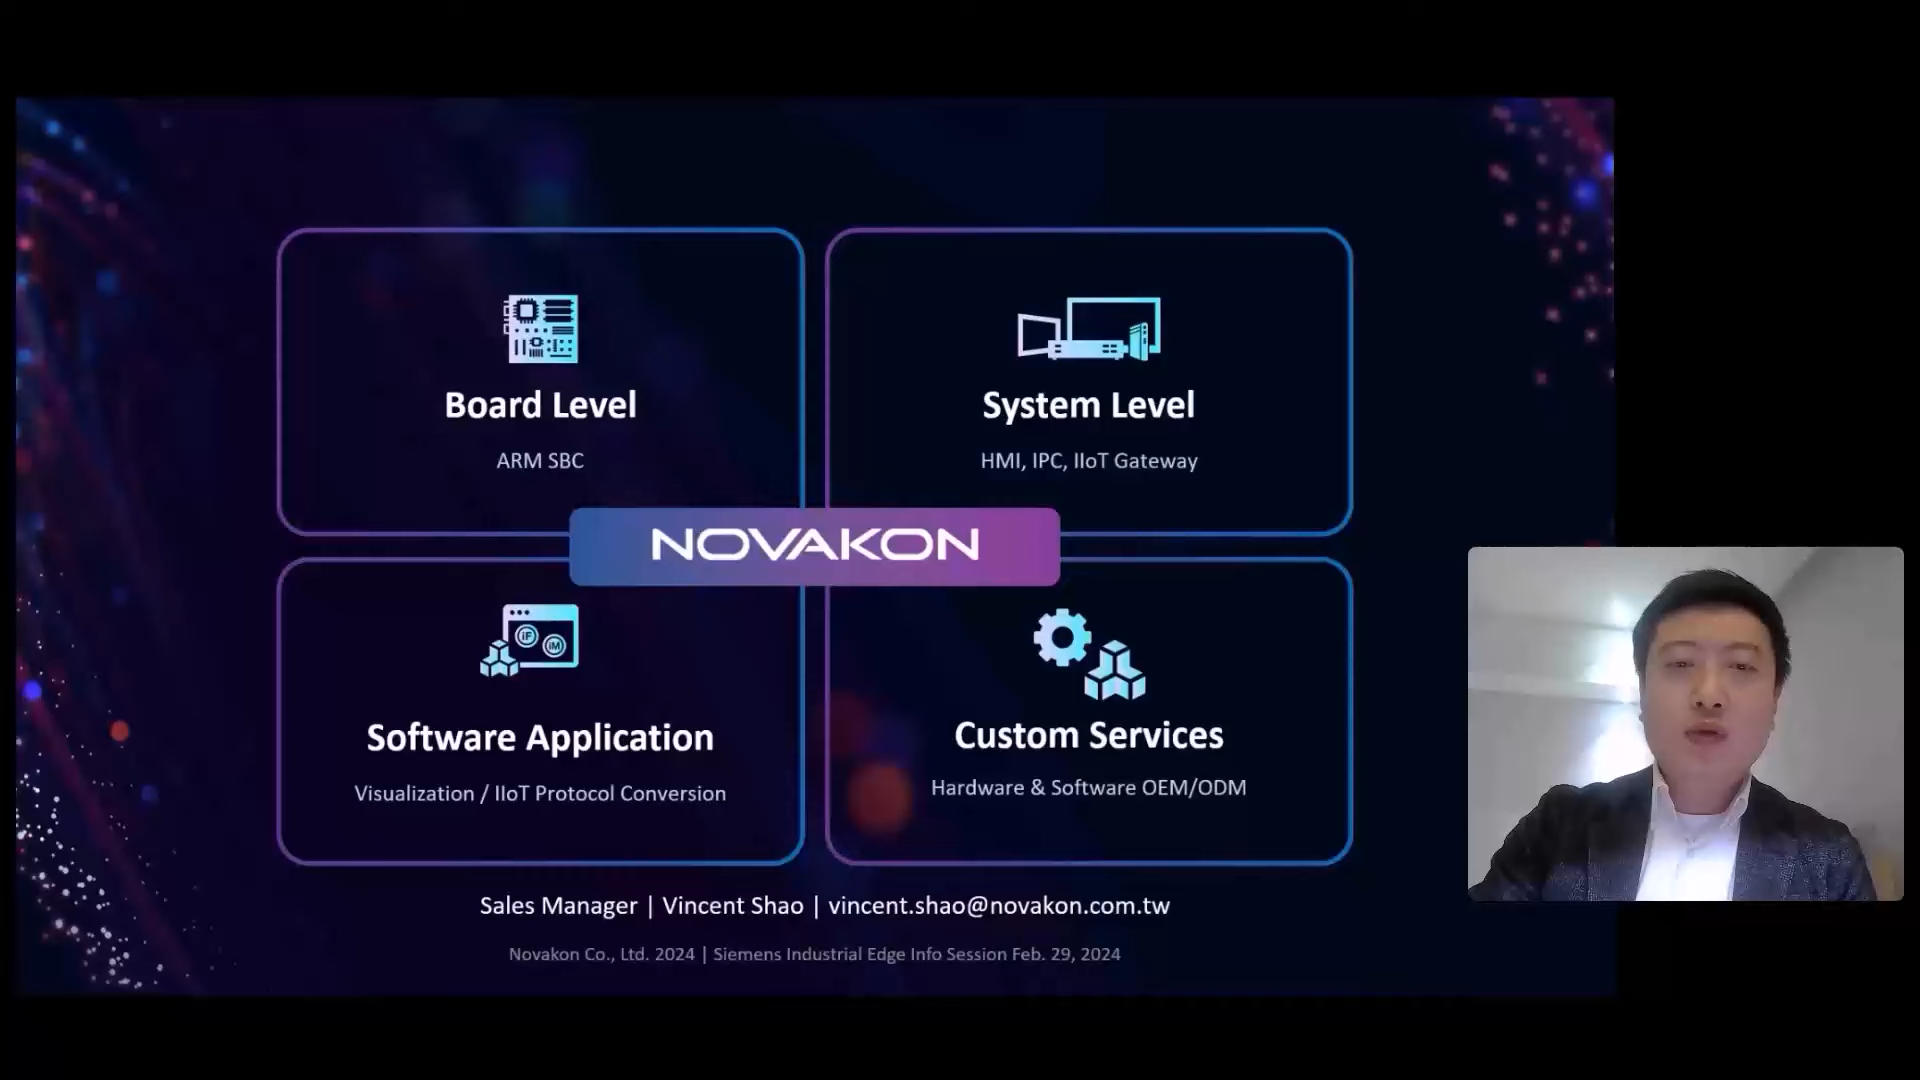 Board Level
ARM SBC
System Level
HMI, IPC, IIoT Gateway
NOVAKON
iF
iM
Software Application
Visualization / IIoT Protocol Conversion
Custom Services
Hardware & Software OEM/ODM
Sales Manager | Vincent Shao | vincent.shao@novakon.com.tw
Novakon Co., Ltd. 2024 | Siemens Industrial Edge Info Session Feb. 29, 2024